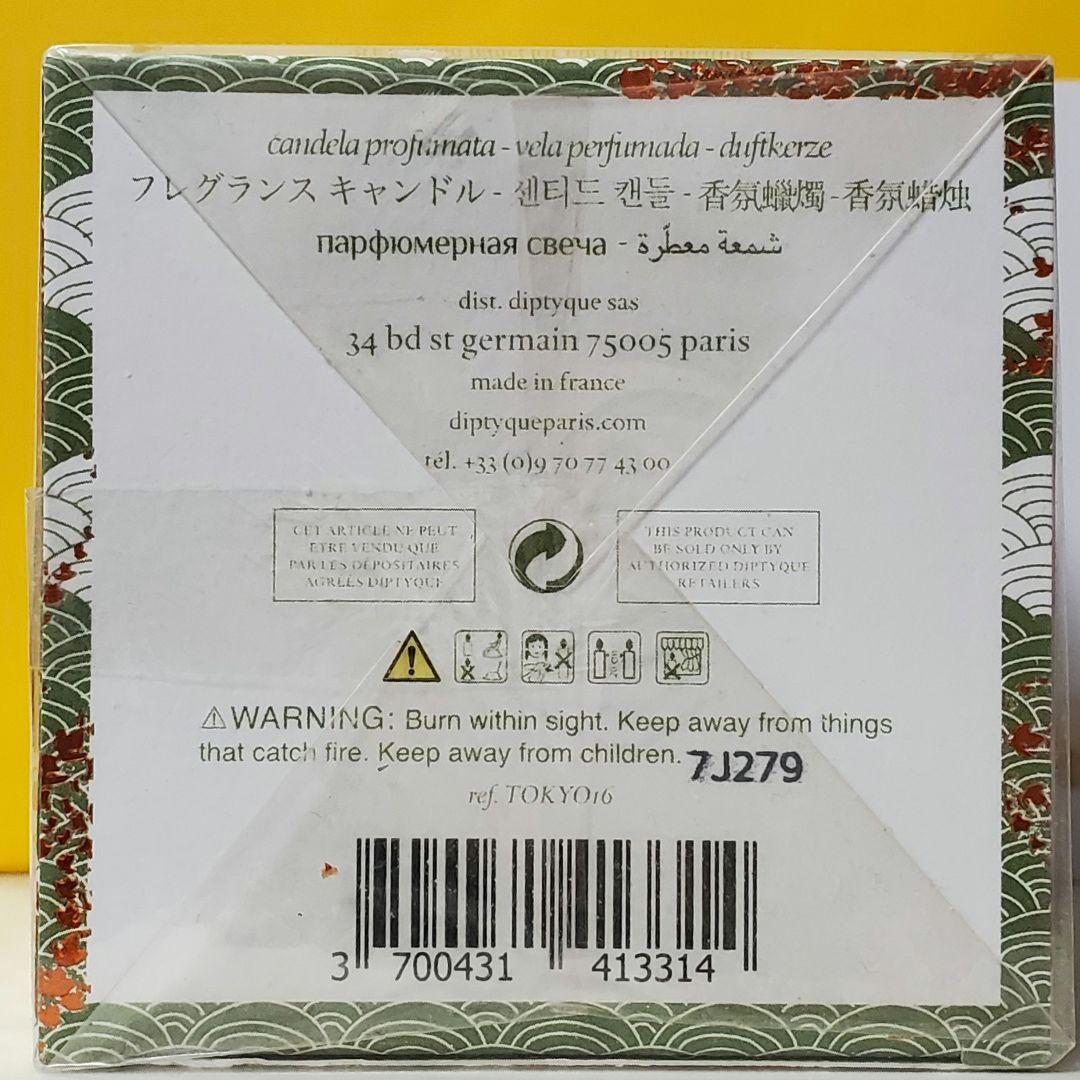 candela profumata - vela perfumada - duftkerze
フレグランス キャンドル - 센티드 캔들 - 香氛蠟燭 - 香氛蜡烛
парфюмерная свеча - شمعة معطّرة
dist. diptyque sas
34 bd st germain 75005 paris
made in france
diptyqueparis.com
tél. +33 (0)9 70 77 43 00
CET ARTICLE NE PEUT
ETRE VENDU QUE
PAR LES DÉPOSITAIRES
AGRÉÉS DIPTYQUE
THIS PRODUCT CAN
BE SOLD ONLY BY
AUTHORIZED DIPTYQUE
RETAILERS
⚠WARNING: Burn within sight. Keep away from things
that catch fire. Keep away from children.
7J279
ref. TOKYO16
3 700431 413314